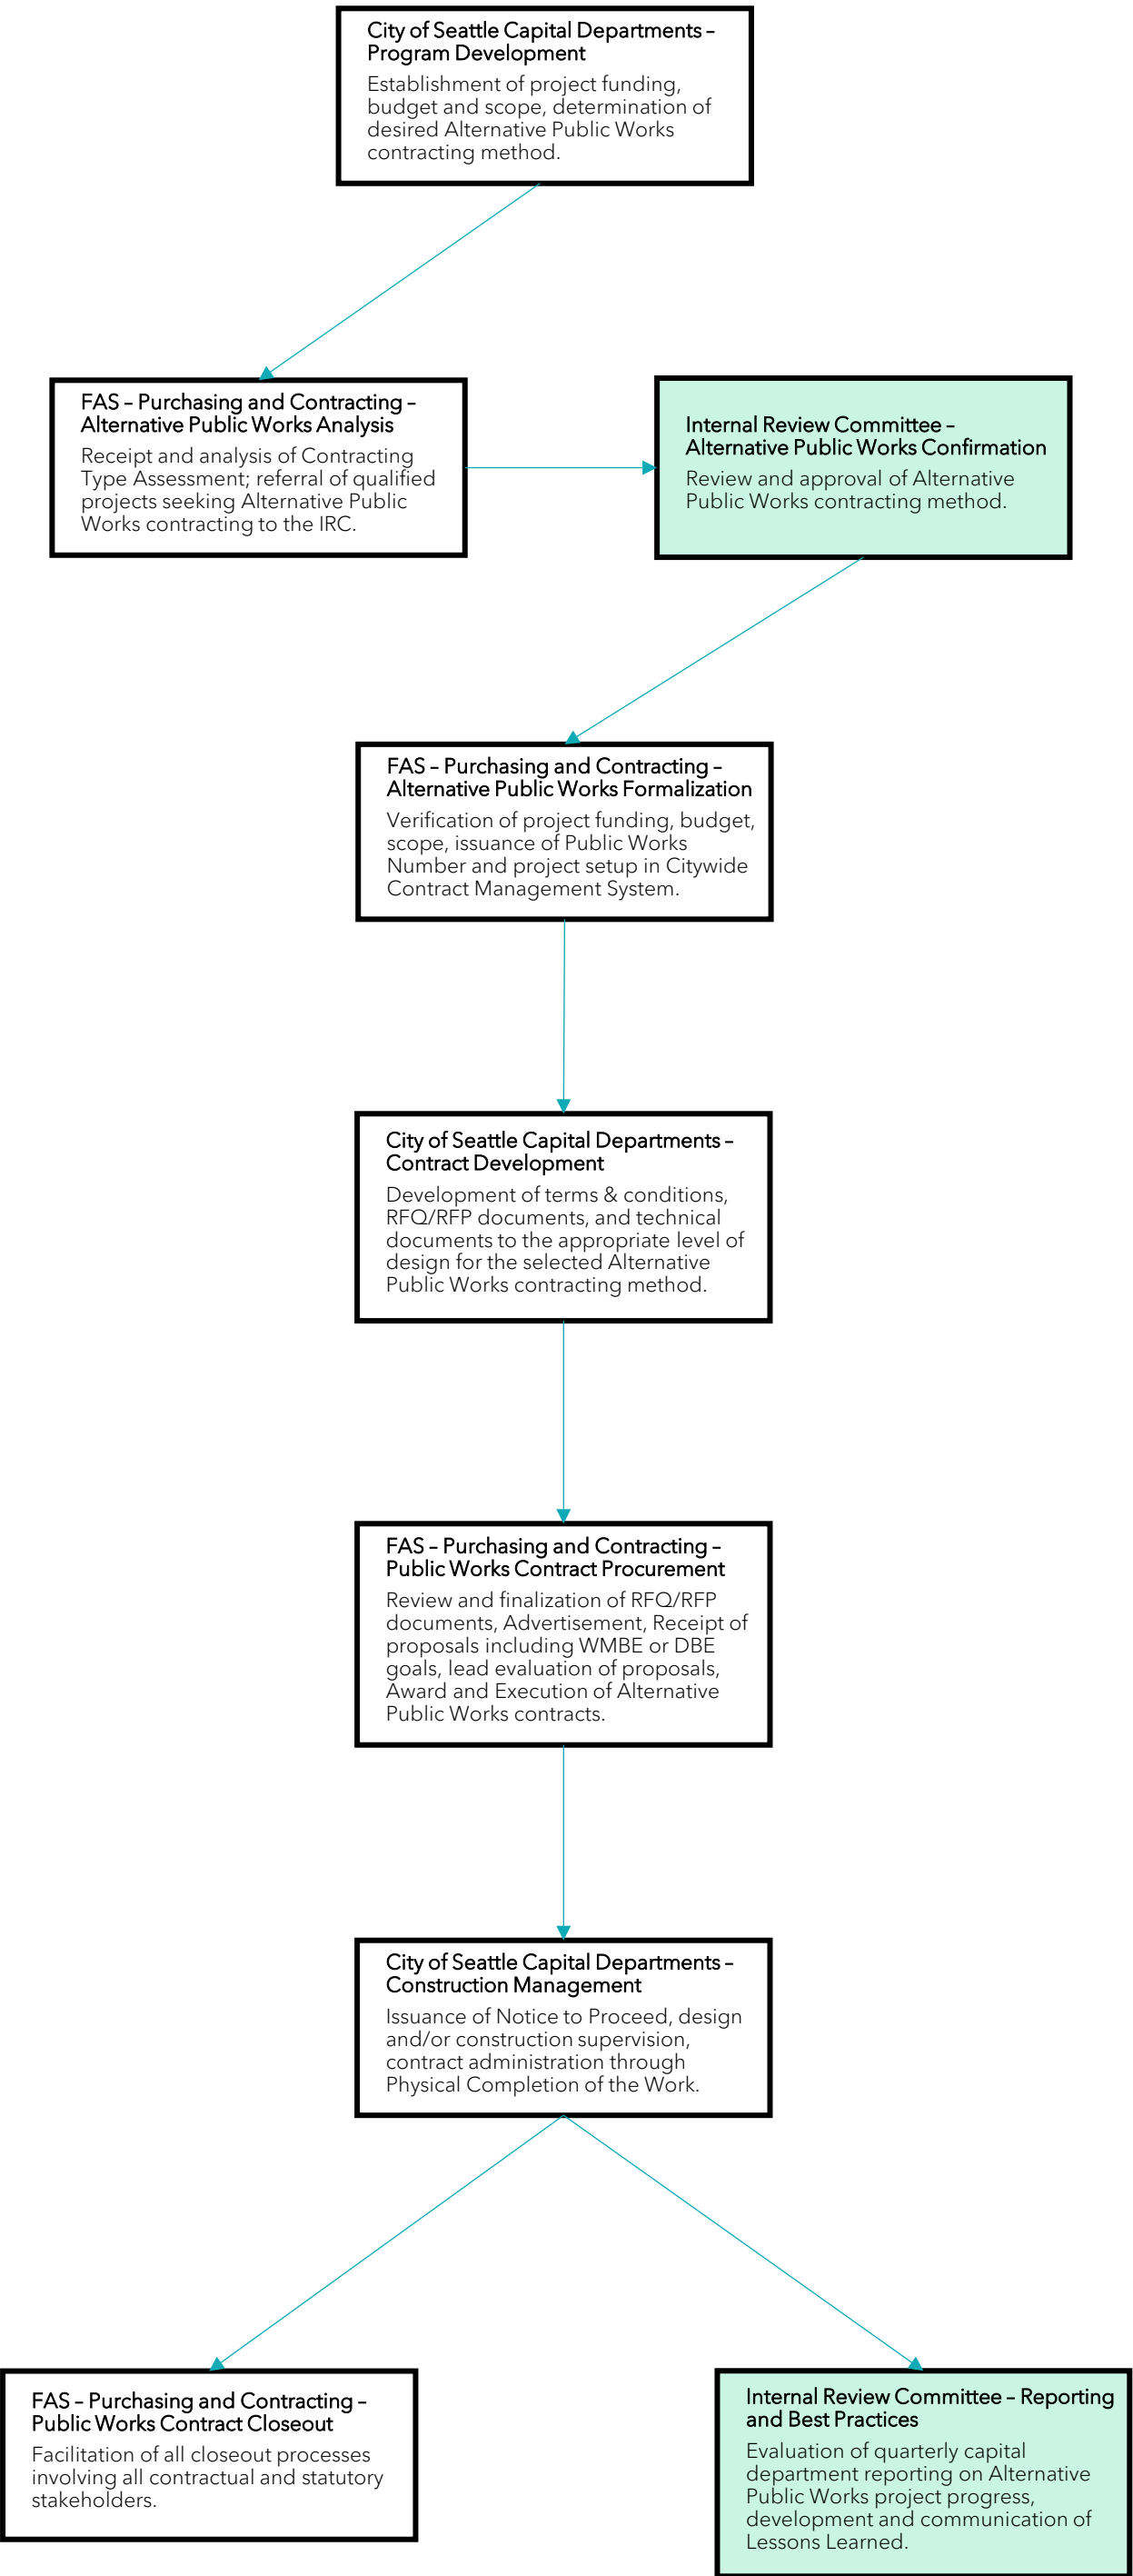 City of Seattle Capital Departments –
Program Development
Establishment of project funding,
budget and scope, determination of
desired Alternative Public Works
contracting method.
FAS – Purchasing and Contracting –
Alternative Public Works Analysis
Receipt and analysis of Contracting
Type Assessment; referral of qualified
projects seeking Alternative Public
Works contracting to the IRC.
Internal Review Committee –
Alternative Public Works Confirmation
Review and approval of Alternative
Public Works contracting method.
FAS – Purchasing and Contracting –
Alternative Public Works Formalization
Verification of project funding, budget,
scope, issuance of Public Works
Number and project setup in Citywide
Contract Management System.
City of Seattle Capital Departments –
Contract Development
Development of terms & conditions,
RFQ/RFP documents, and technical
documents to the appropriate level of
design for the selected Alternative
Public Works contracting method.
FAS – Purchasing and Contracting –
Public Works Contract Procurement
Review and finalization of RFQ/RFP
documents, Advertisement, Receipt of
proposals including WMBE or DBE
goals, lead evaluation of proposals,
Award and Execution of Alternative
Public Works contracts.
City of Seattle Capital Departments –
Construction Management
Issuance of Notice to Proceed, design
and/or construction supervision,
contract administration through
Physical Completion of the Work.
FAS – Purchasing and Contracting –
Public Works Contract Closeout
Facilitation of all closeout processes
involving all contractual and statutory
stakeholders.
Internal Review Committee – Reporting
and Best Practices
Evaluation of quarterly capital
department reporting on Alternative
Public Works project progress,
development and communication of
Lessons Learned.